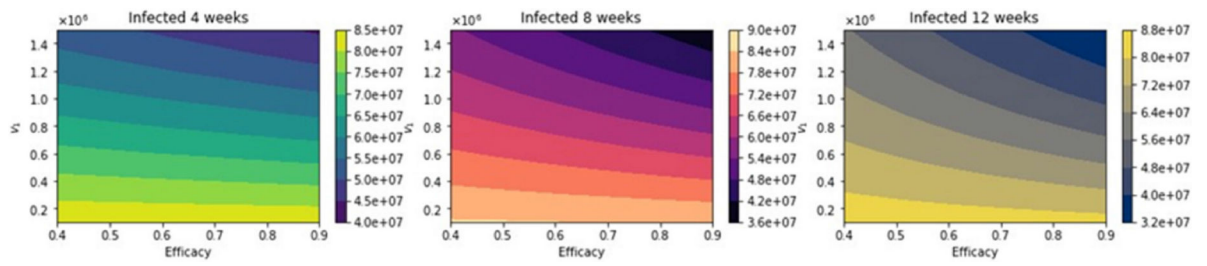 Infected 4 weeks
×10⁶
1.4
1.2
1.0
0.8
0.6
0.4
0.2
v₁
0.4 0.5 0.6 0.7 0.8 0.9
Efficacy
8.5e+07
8.0e+07
7.5e+07
7.0e+07
6.5e+07
6.0e+07
5.5e+07
5.0e+07
4.5e+07
4.0e+07
Infected 8 weeks
×10⁶
1.4
1.2
1.0
0.8
0.6
0.4
0.2
v₁
0.4 0.5 0.6 0.7 0.8 0.9
Efficacy
9.0e+07
8.4e+07
7.8e+07
7.2e+07
6.6e+07
6.0e+07
5.4e+07
4.8e+07
4.2e+07
3.6e+07
Infected 12 weeks
×10⁶
1.4
1.2
1.0
0.8
0.6
0.4
0.2
v₁
0.4 0.5 0.6 0.7 0.8 0.9
Efficacy
8.8e+07
8.0e+07
7.2e+07
6.4e+07
5.6e+07
4.8e+07
4.0e+07
3.2e+07